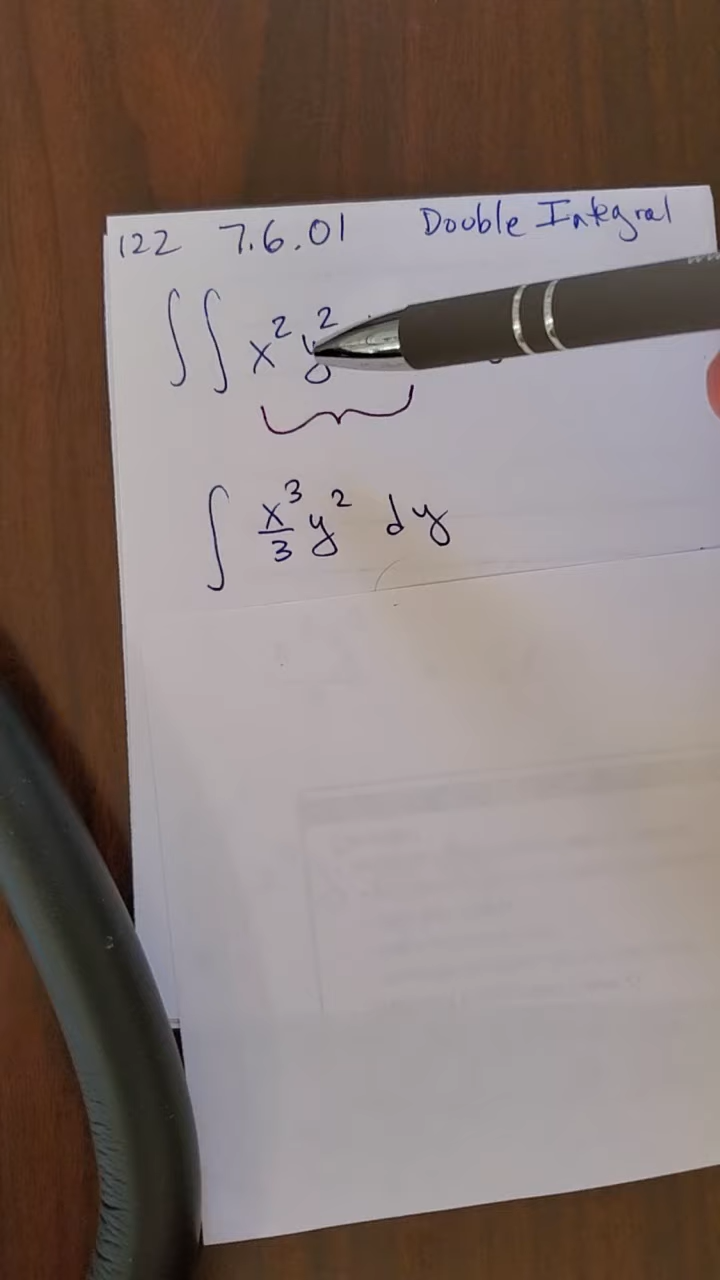 122 7.6.01 Double Integral
∫∫ x² y²
∫ x³/3 y² dy